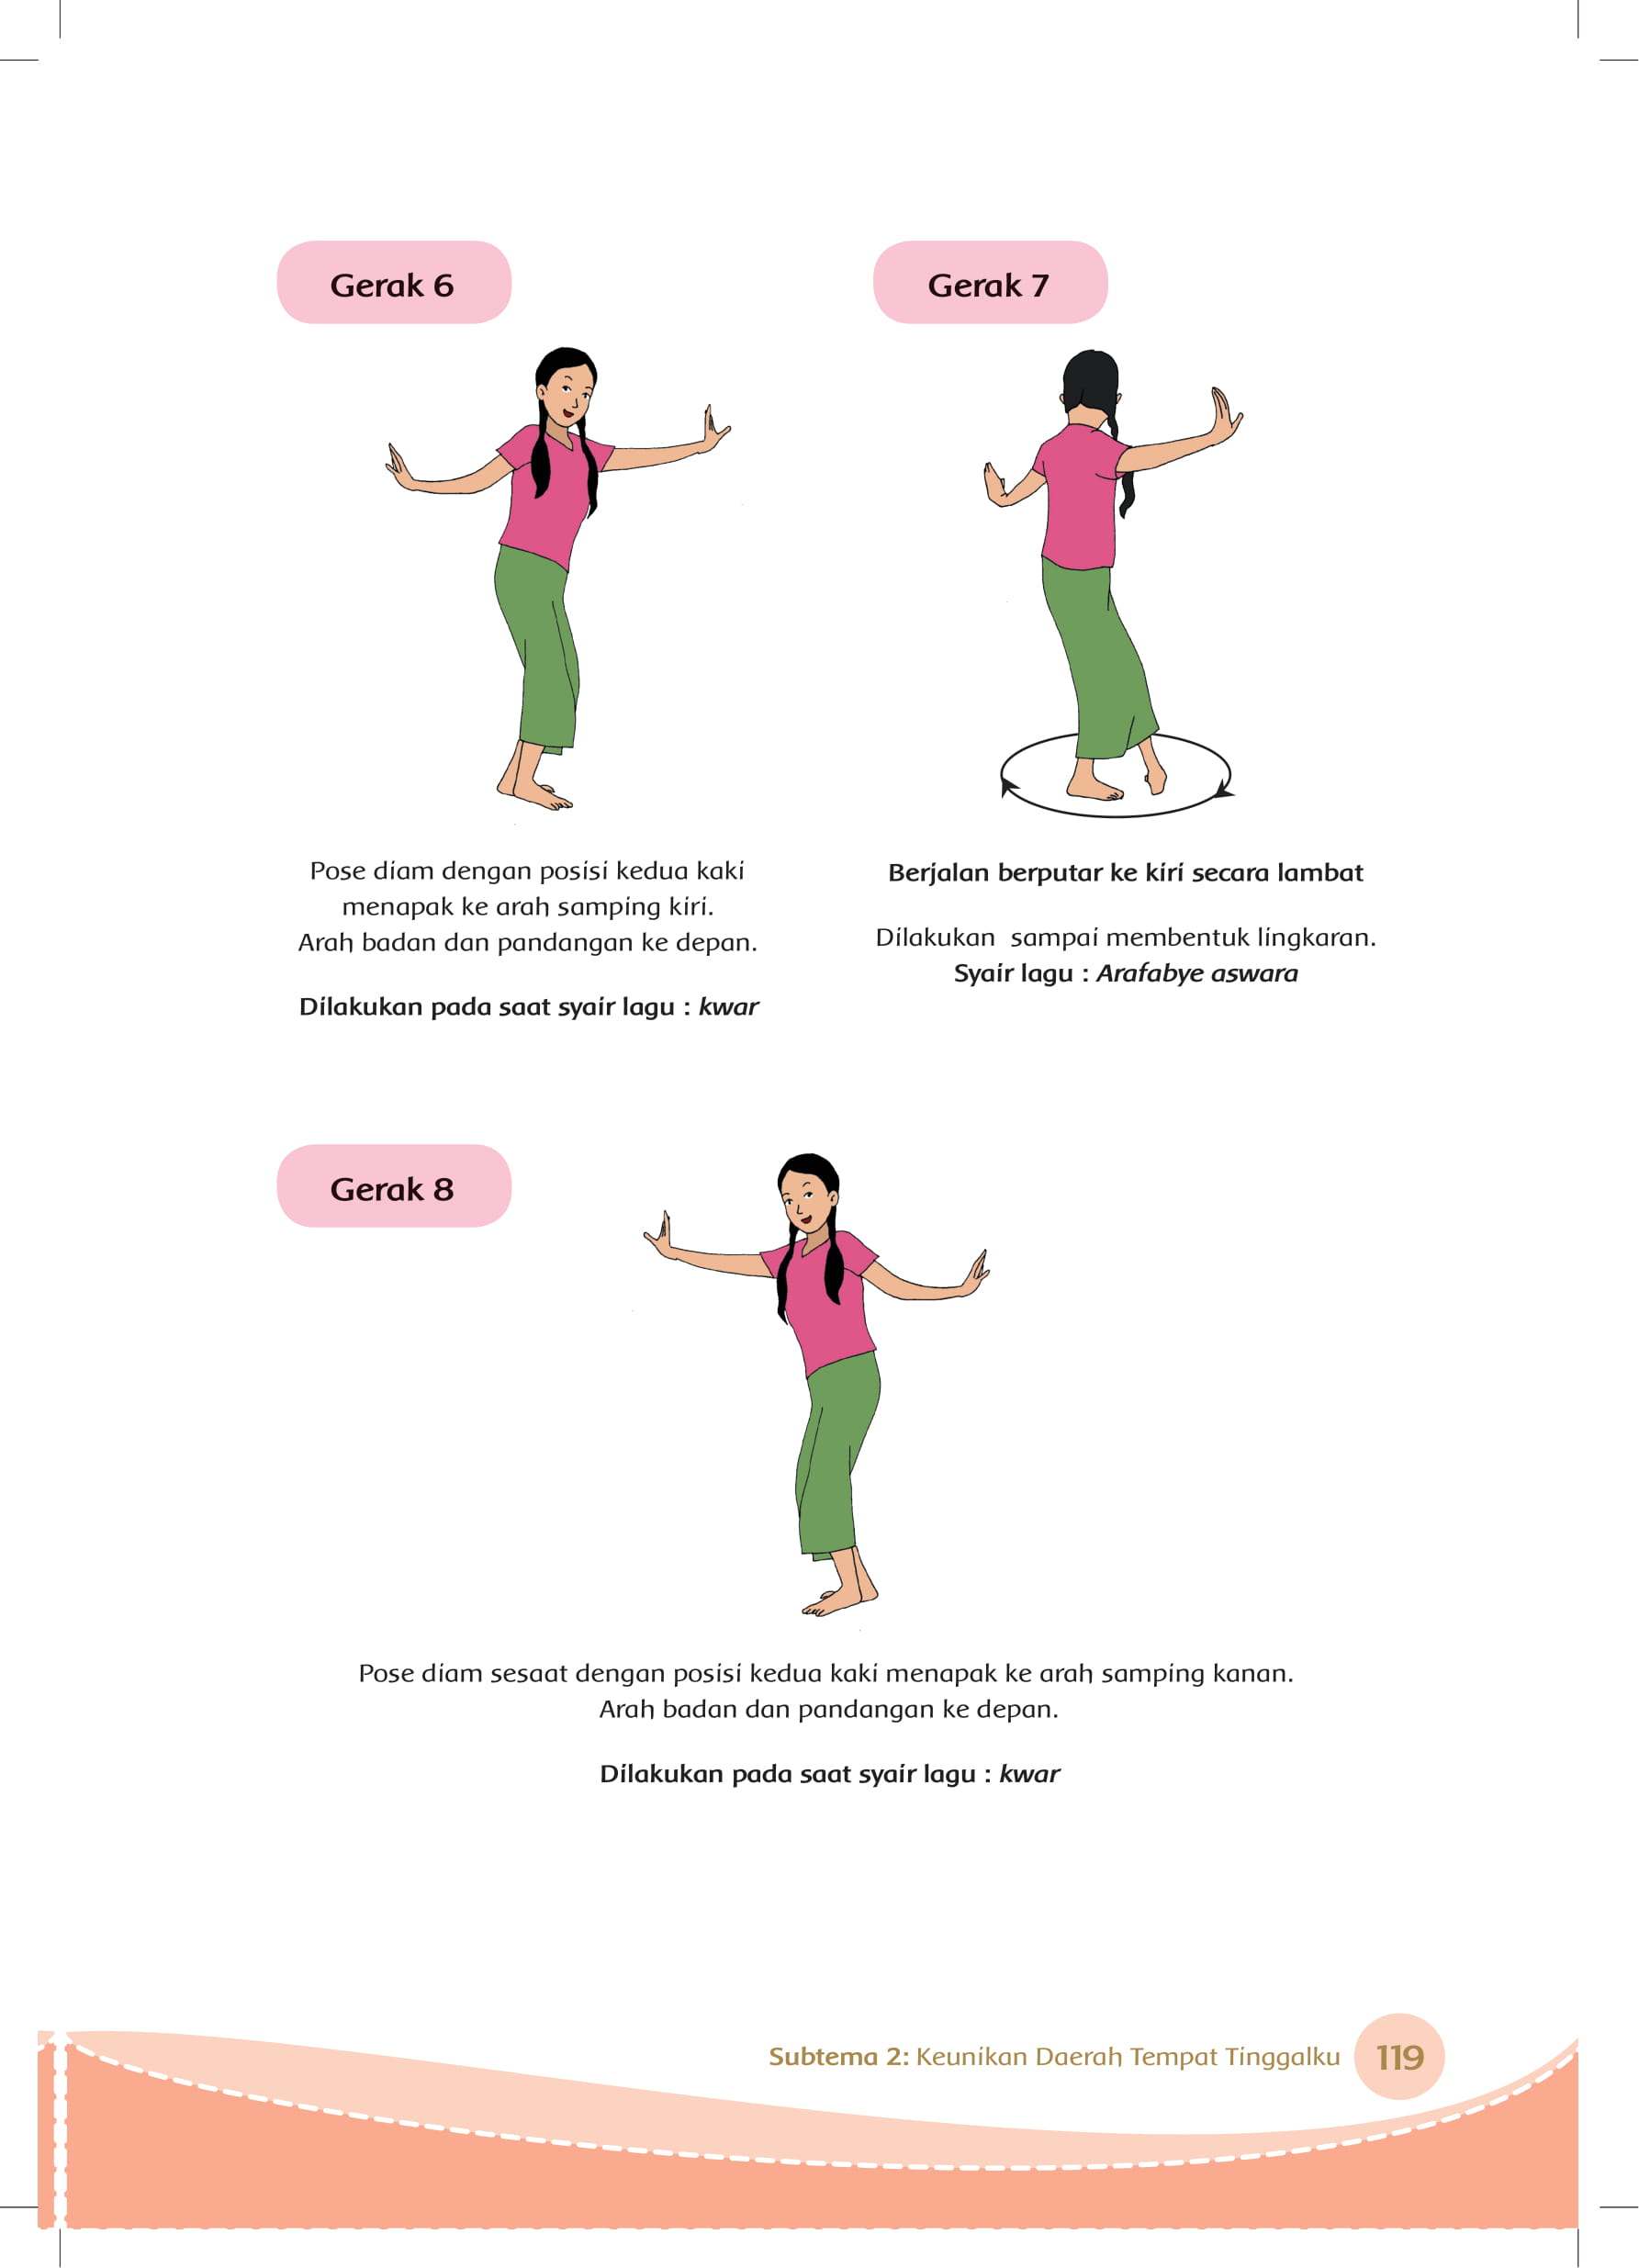 Gerak 6
Pose diam dengan posisi kedua kaki
menapak ke arah samping kiri.
Arah badan dan pandangan ke depan.
Dilakukan pada saat syair lagu : kwar
Gerak 7
Berjalan berputar ke kiri secara lambat
Dilakukan sampai membentuk lingkaran.
Syair lagu : Arafabye aswara
Gerak 8
Pose diam sesaat dengan posisi kedua kaki menapak ke arah samping kanan.
Arah badan dan pandangan ke depan.
Dilakukan pada saat syair lagu : kwar
Subtema 2: Keunikan Daerah Tempat Tinggalku 119